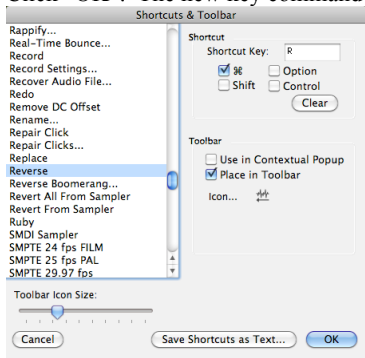 Click "OK". The new key command
Shortcuts & Toolbar
Rappify...
Real-Time Bounce...
Record
Record Settings...
Recover Audio File...
Redo
Remove DC Offset
Rename...
Repair Click
Repair Clicks...
Replace
Reverse
Reverse Boomerang...
Revert All From Sampler
Revert From Sampler
Ruby
SMDI Sampler
SMPTE 24 fps FILM
SMPTE 25 fps PAL
SMPTE 29.97 fps
Shortcut
Shortcut Key: R
⌘ Option
Shift Control
Clear
Toolbar
Use in Contextual Popup
Place in Toolbar
Icon...
Toolbar Icon Size:
Cancel Save Shortcuts as Text... OK